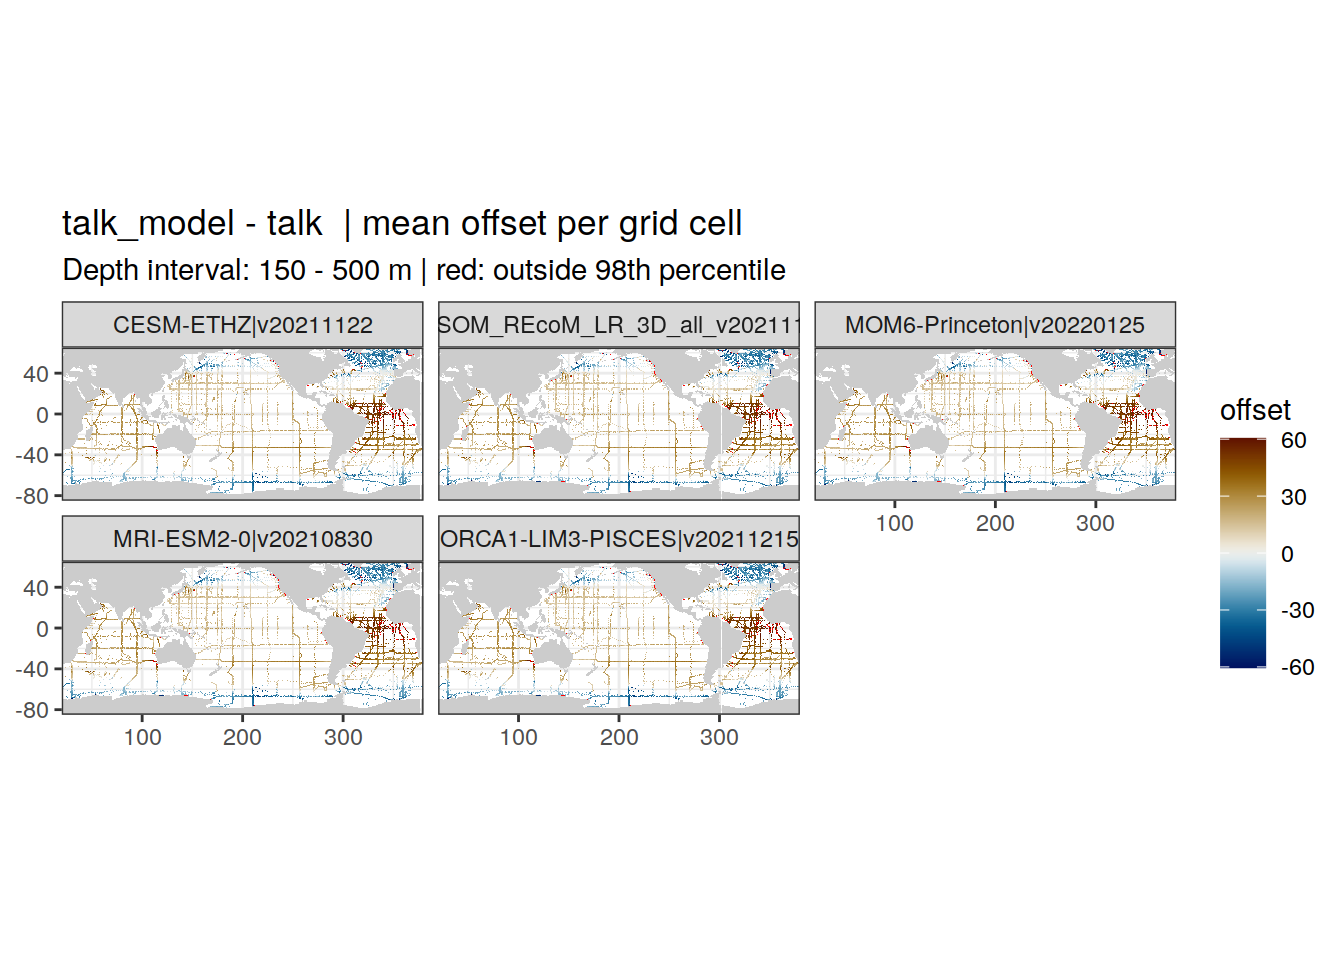 talk_model - talk  | mean offset per grid cell
Depth interval: 150 - 500 m | red: outside 98th percentile
CESM-ETHZ|v20211122
SOM_REcoM_LR_3D_all_v202111
MOM6-Princeton|v20220125
40
0
-40
-80
100 200 300
MRI-ESM2-0|v20210830
ORCA1-LIM3-PISCES|v20211215
40
0
-40
-80
100 200 300
100 200 300
offset
60
30
0
-30
-60